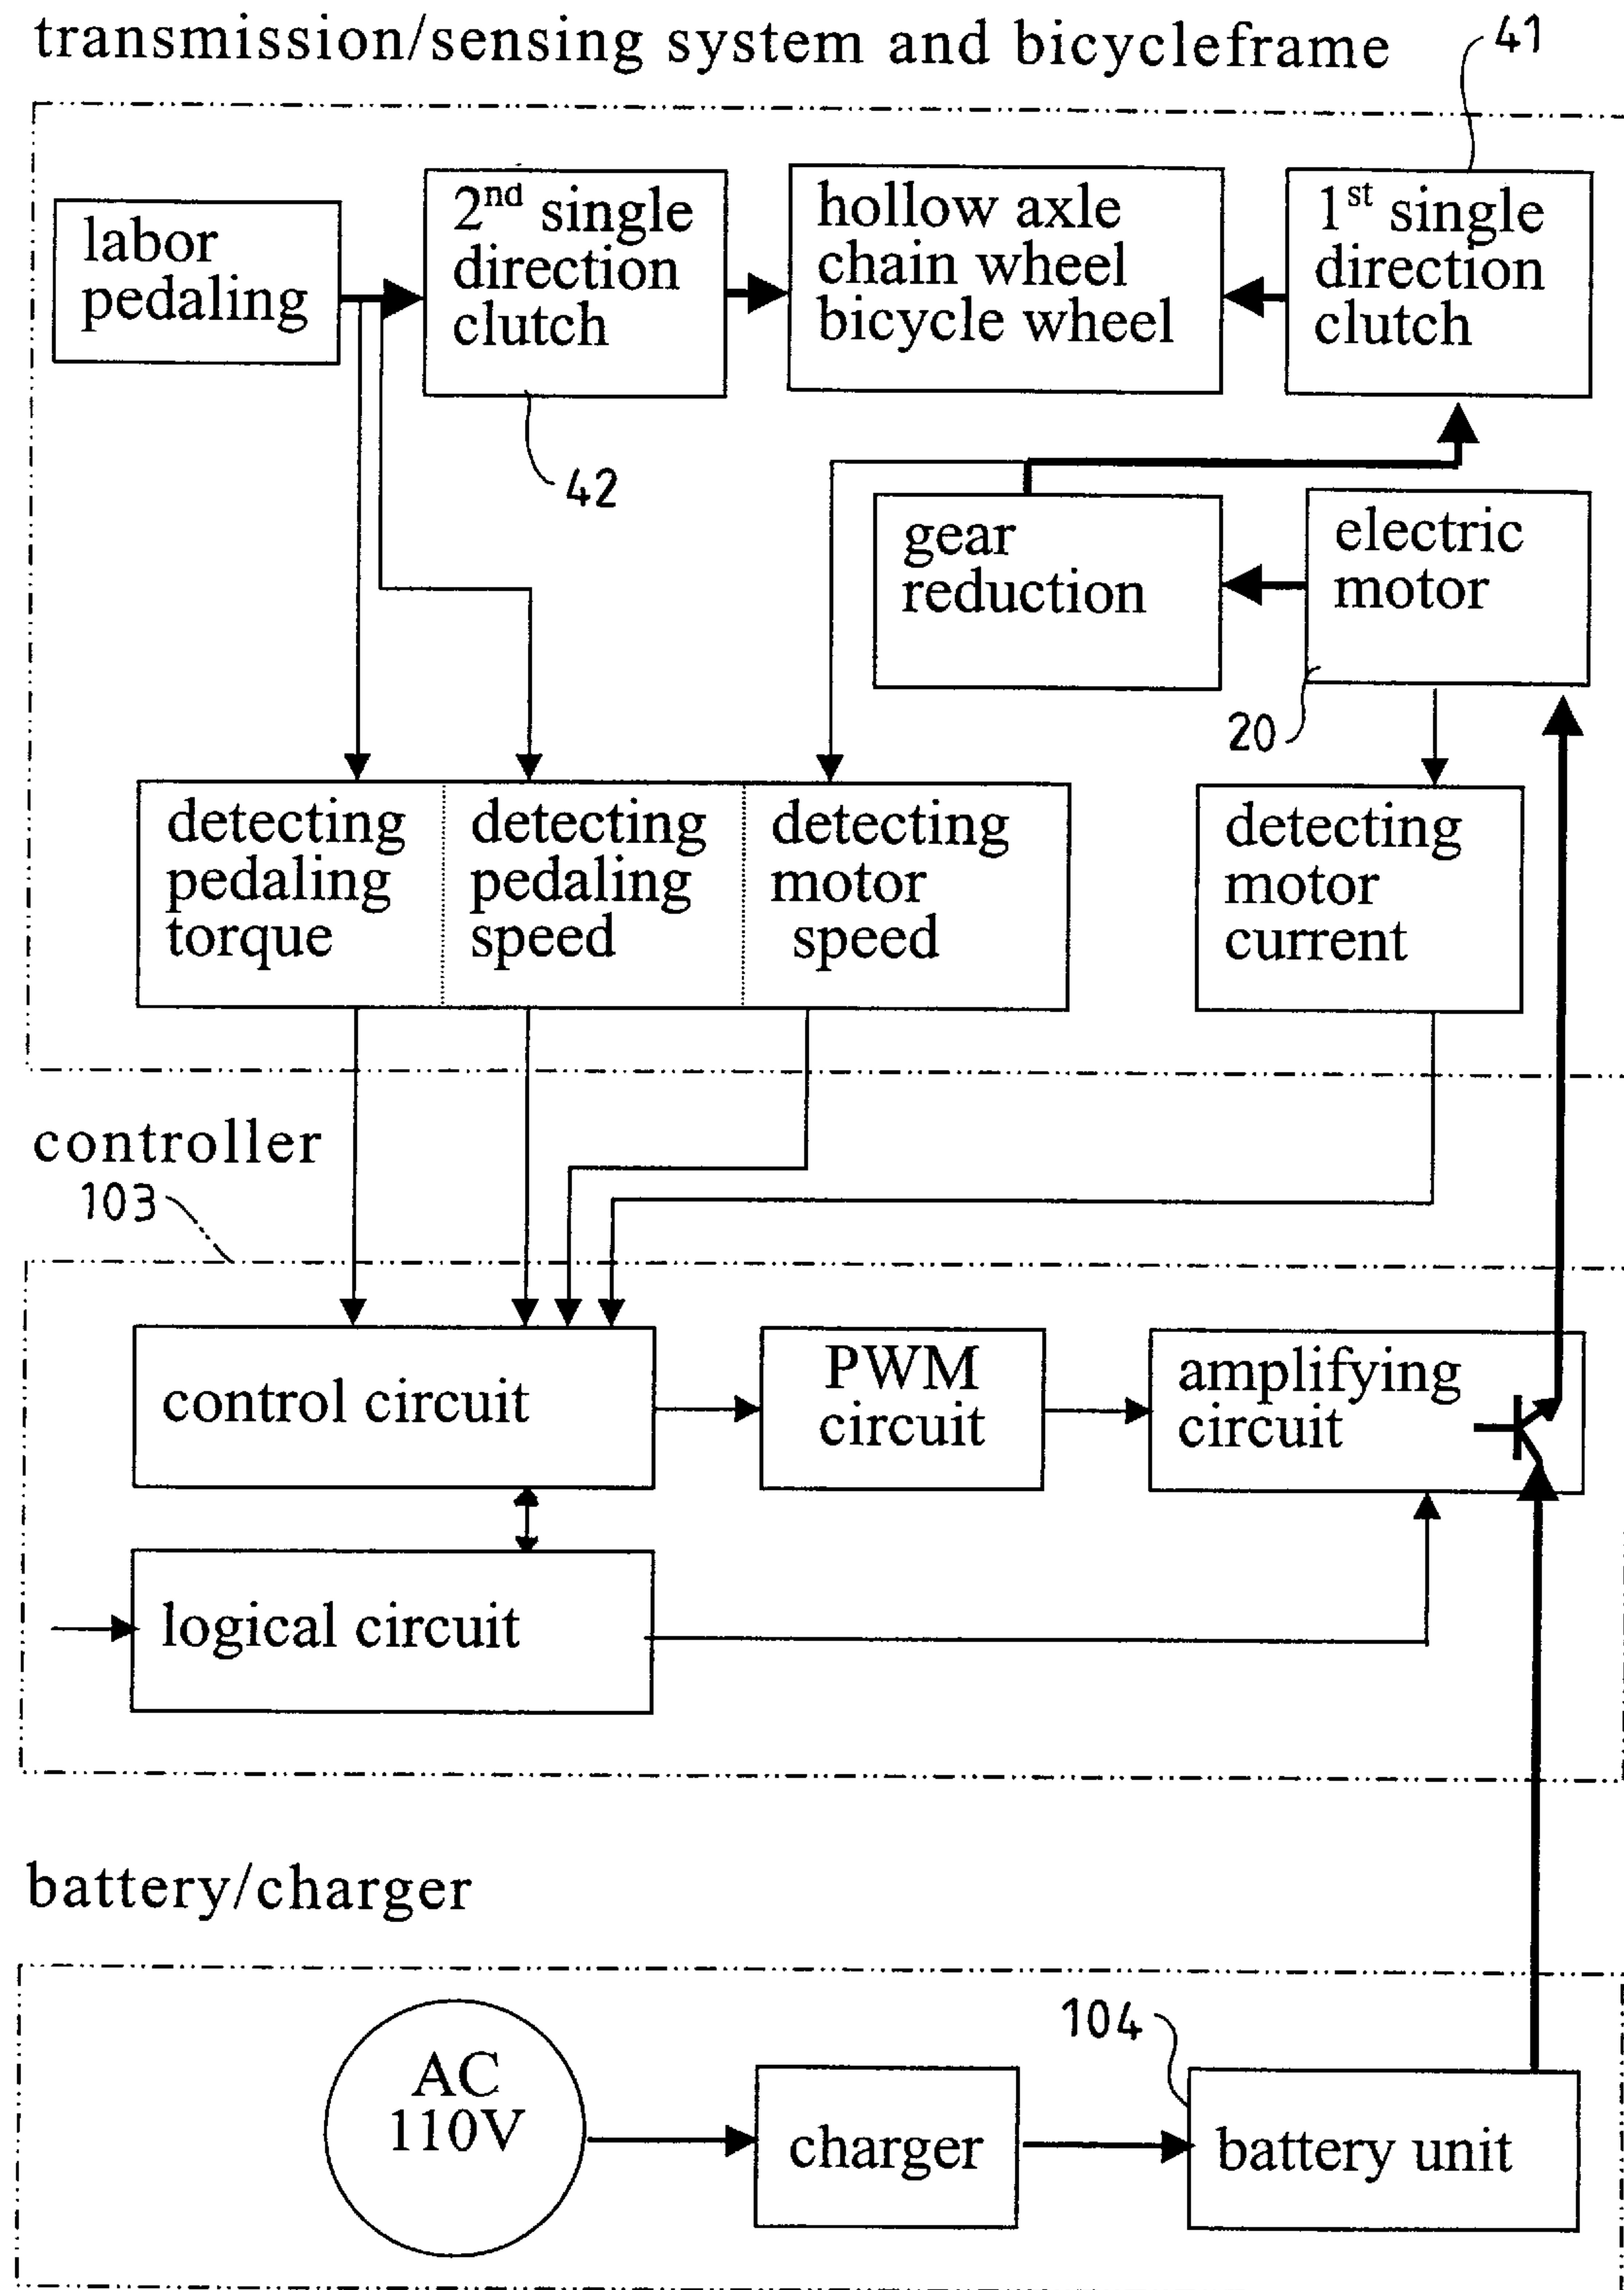 transmission/sensing system and bicycleframe
41
labor
pedaling
2nd single
direction
clutch
hollow axle
chain wheel
bicycle wheel
1st single
direction
clutch
42
gear
reduction
electric
motor
20
detecting
pedaling
torque
detecting
pedaling
speed
detecting
motor
speed
detecting
motor
current
controller
103
control circuit
PWM
circuit
amplifying
circuit
logical circuit
battery/charger
104
AC
110V
charger
battery unit